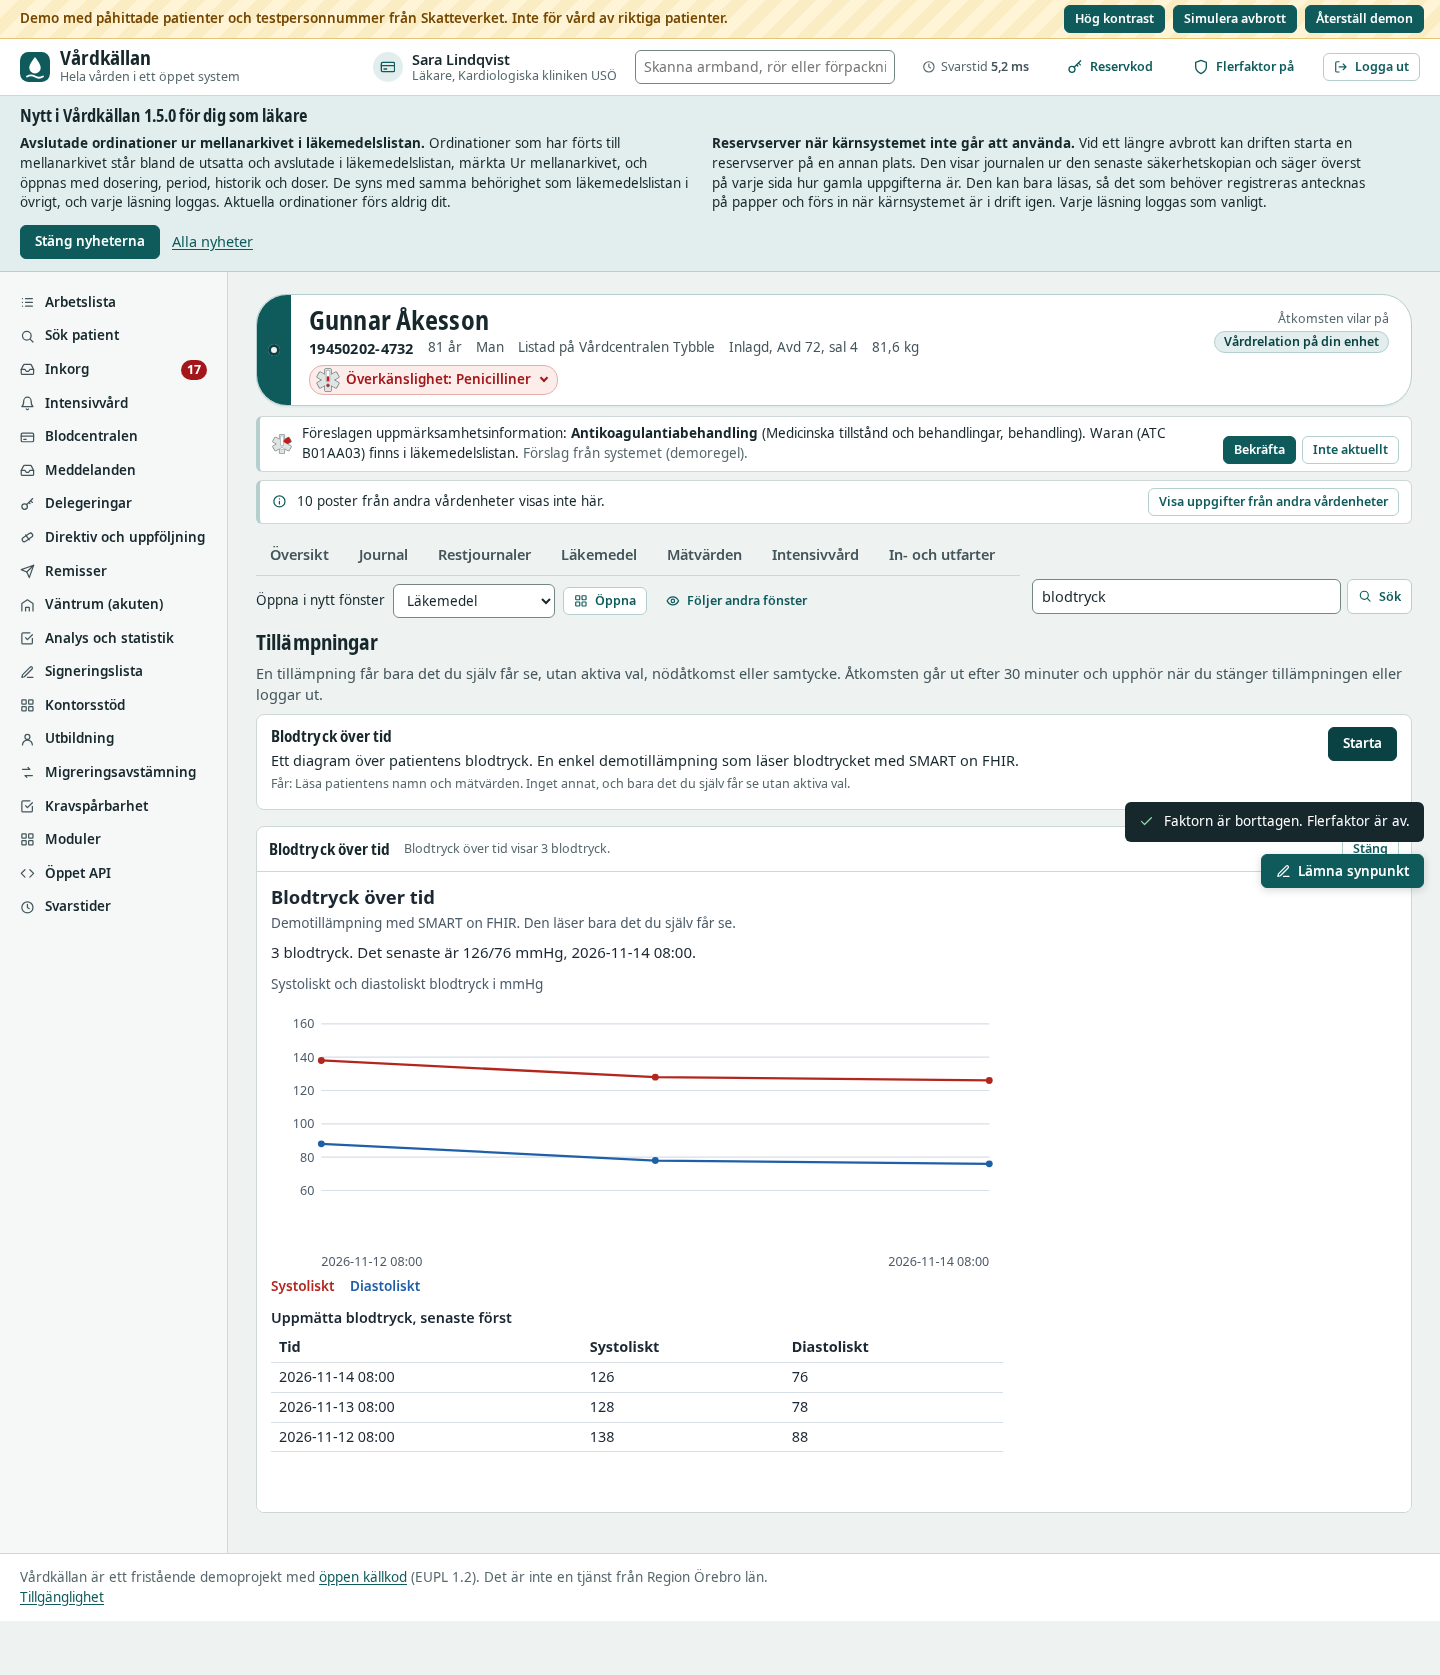 Demo med påhittade patienter och testpersonnummer från Skatteverket. Inte för vård av riktiga patienter.
Hög kontrast
Simulera avbrott
Återställ demon
Vårdkällan
Hela vården i ett öppet system
Sara Lindqvist
Läkare, Kardiologiska kliniken USÖ
Skanna armband, rör eller förpackni
Svarstid 5,2 ms
Reservkod
Flerfaktor på
Logga ut
Nytt i Vårdkällan 1.5.0 för dig som läkare
Avslutade ordinationer ur mellanarkivet i läkemedelslistan. Ordinationer som har förts till
mellanarkivet står bland de utsatta och avslutade i läkemedelslistan, märkta Ur mellanarkivet, och
öppnas med dosering, period, historik och doser. De syns med samma behörighet som läkemedelslistan i
övrigt, och varje läsning loggas. Aktuella ordinationer förs aldrig dit.
Reservserver när kärnsystemet inte går att använda. Vid ett längre avbrott kan driften starta en
reservserver på en annan plats. Den visar journalen ur den senaste säkerhetskopian och säger överst
på varje sida hur gamla uppgifterna är. Den kan bara läsas, så det som behöver registreras antecknas
på papper och förs in när kärnsystemet är i drift igen. Varje läsning loggas som vanligt.
Stäng nyheterna
Alla nyheter
Arbetslista
Sök patient
Inkorg
17
Intensivvård
Blodcentralen
Meddelanden
Delegeringar
Direktiv och uppföljning
Remisser
Väntrum (akuten)
Analys och statistik
Signeringslista
Kontorsstöd
Utbildning
Migreringsavstämning
Kravspårbarhet
Moduler
Öppet API
Svarstider
Gunnar Åkesson
19450202-4732 81 år Man Listad på Vårdcentralen Tybble Inlagd, Avd 72, sal 4 81,6 kg
Överkänslighet: Penicilliner
Åtkomsten vilar på
Vårdrelation på din enhet
Föreslagen uppmärksamhetsinformation: Antikoagulantiabehandling (Medicinska tillstånd och behandlingar, behandling). Waran (ATC
B01AA03) finns i läkemedelslistan. Förslag från systemet (demoregel).
Bekräfta
Inte aktuellt
10 poster från andra vårdenheter visas inte här.
Visa uppgifter från andra vårdenheter
Översikt
Journal
Restjournaler
Läkemedel
Mätvärden
Intensivvård
In- och utfarter
Öppna i nytt fönster
Läkemedel
Öppna
Följer andra fönster
blodtryck
Sök
Tillämpningar
En tillämpning får bara det du själv får se, utan aktiva val, nödåtkomst eller samtycke. Åtkomsten går ut efter 30 minuter och upphör när du stänger tillämpningen eller
loggar ut.
Blodtryck över tid
Ett diagram över patientens blodtryck. En enkel demotillämpning som läser blodtrycket med SMART on FHIR.
Får: Läsa patientens namn och mätvärden. Inget annat, och bara det du själv får se utan aktiva val.
Starta
Faktorn är borttagen. Flerfaktor är av.
Blodtryck över tid
Blodtryck över tid visar 3 blodtryck.
Stäng
Lämna synpunkt
Blodtryck över tid
Demotillämpning med SMART on FHIR. Den läser bara det du själv får se.
3 blodtryck. Det senaste är 126/76 mmHg, 2026-11-14 08:00.
Systoliskt och diastoliskt blodtryck i mmHg
160
140
120
100
80
60
2026-11-12 08:00
2026-11-14 08:00
Systoliskt Diastoliskt
Uppmätta blodtryck, senaste först
Tid Systoliskt Diastoliskt
2026-11-14 08:00 126 76
2026-11-13 08:00 128 78
2026-11-12 08:00 138 88
Vårdkällan är ett fristående demoprojekt med öppen källkod (EUPL 1.2). Det är inte en tjänst från Region Örebro län.
Tillgänglighet